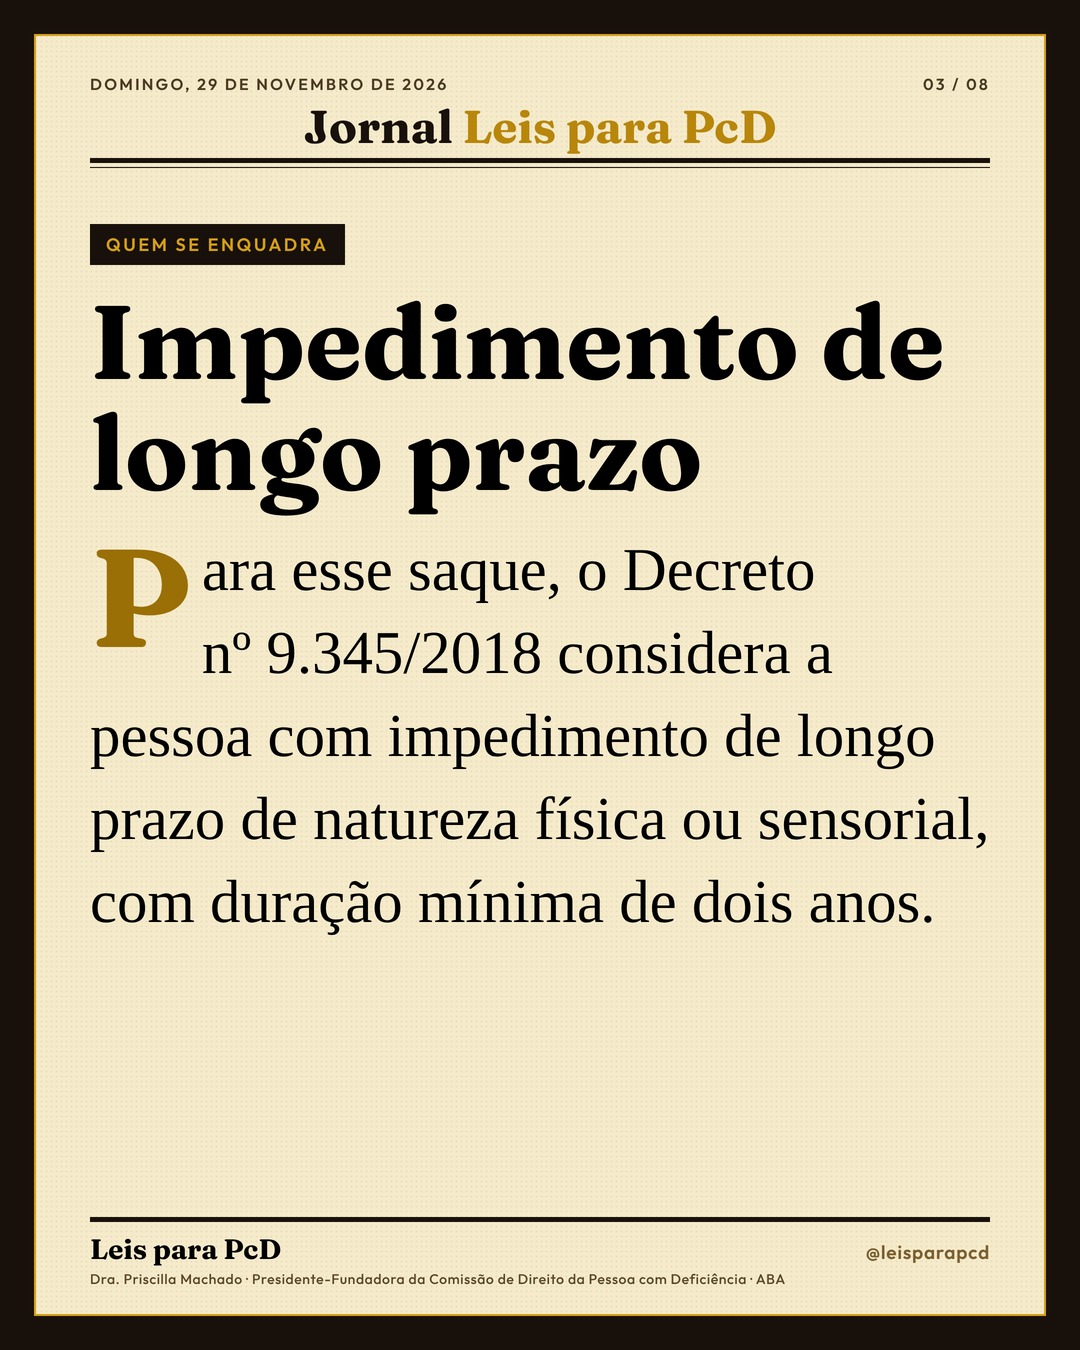 DOMINGO, 29 DE NOVEMBRO DE 2026
03 / 08
Jornal Leis para PcD
QUEM SE ENQUADRA
Impedimento de
longo prazo
Para esse saque, o Decreto
nº 9.345/2018 considera a
pessoa com impedimento de longo
prazo de natureza física ou sensorial,
com duração mínima de dois anos.
Leis para PcD
@leisparapcd
Dra. Priscilla Machado · Presidente-Fundadora da Comissão de Direito da Pessoa com Deficiência · ABA